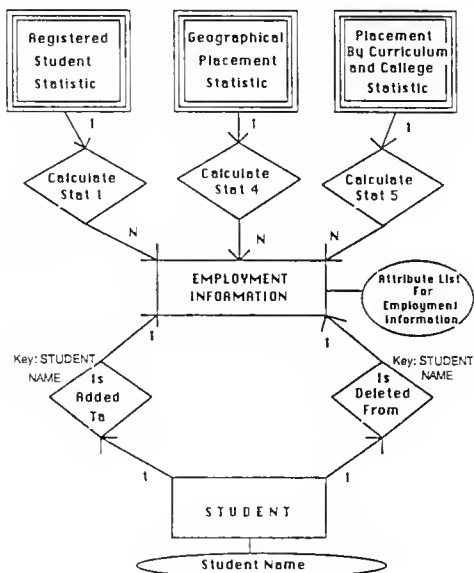 Registered
Student
Statistic
Geographical
Placement
Statistic
Placement
By Curriculum
and College
Statistic
1
1
1
Calculate
Stat 1
Calculate
Stat 4
Calculate
Stat 5
N
N
N
EMPLOYMENT
INFORMATION
Attribute List
For
Employment
Information
1
1
Key: STUDENT
NAME
Key: STUDENT
NAME
Is
Added
To
Is
Deleted
From
1
1
STUDENT
Student Name